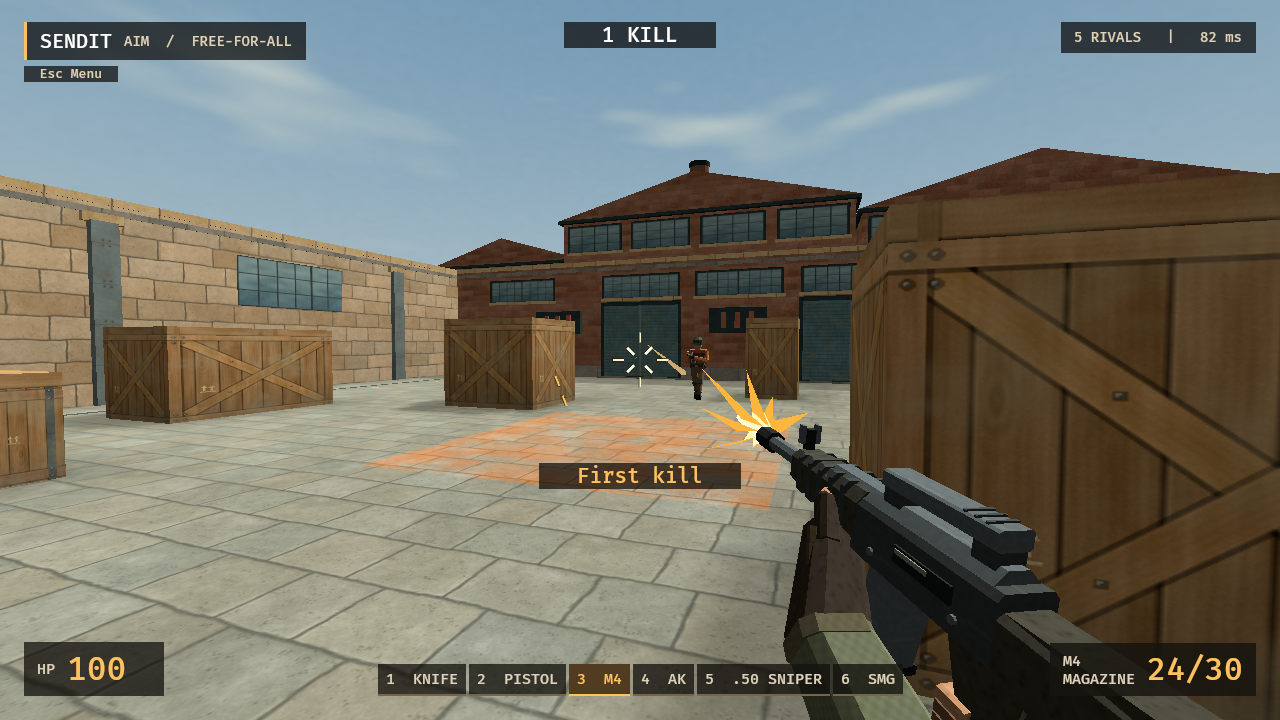 SENDIT AIM / FREE-FOR-ALL
Esc Menu
1 KILL
5 RIVALS | 82 ms
First kill
HP 100
1 KNIFE 2 PISTOL 3 M4 4 AK 5 .50 SNIPER 6 SMG
M4
MAGAZINE 24/30